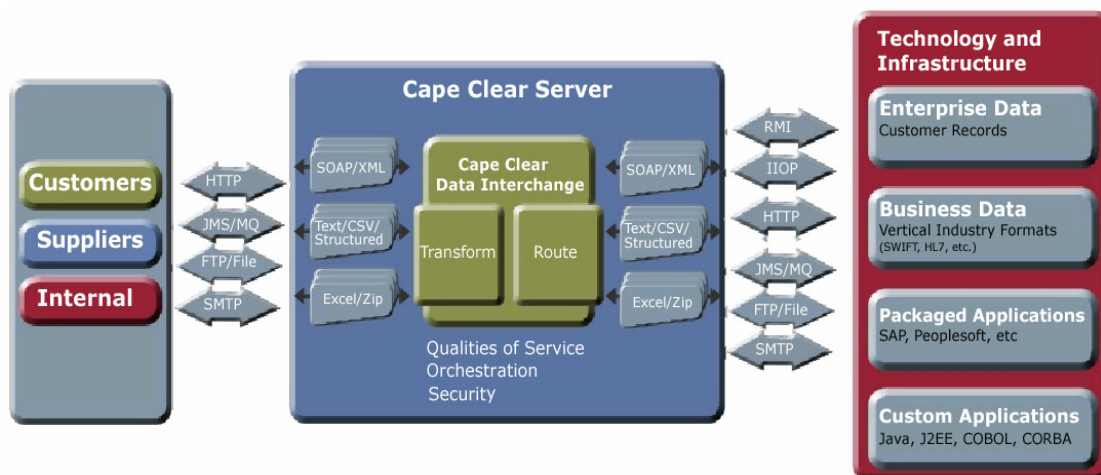 Customers
Suppliers
Internal
HTTP
JMS/MQ
FTP/File
SMTP
Cape Clear Server
SOAP/XML
Text/CSV/
Structured
Excel/Zip
Cape Clear
Data Interchange
Transform
Route
SOAP/XML
Text/CSV/
Structured
Excel/Zip
Qualities of Service
Orchestration
Security
RMI
IIOP
HTTP
JMS/MQ
FTP/File
SMTP
Technology and
Infrastructure
Enterprise Data
Customer Records
Business Data
Vertical Industry Formats
(SWIFT, HL7, etc.)
Packaged Applications
SAP, Peoplesoft, etc
Custom Applications
Java, J2EE, COBOL, CORBA